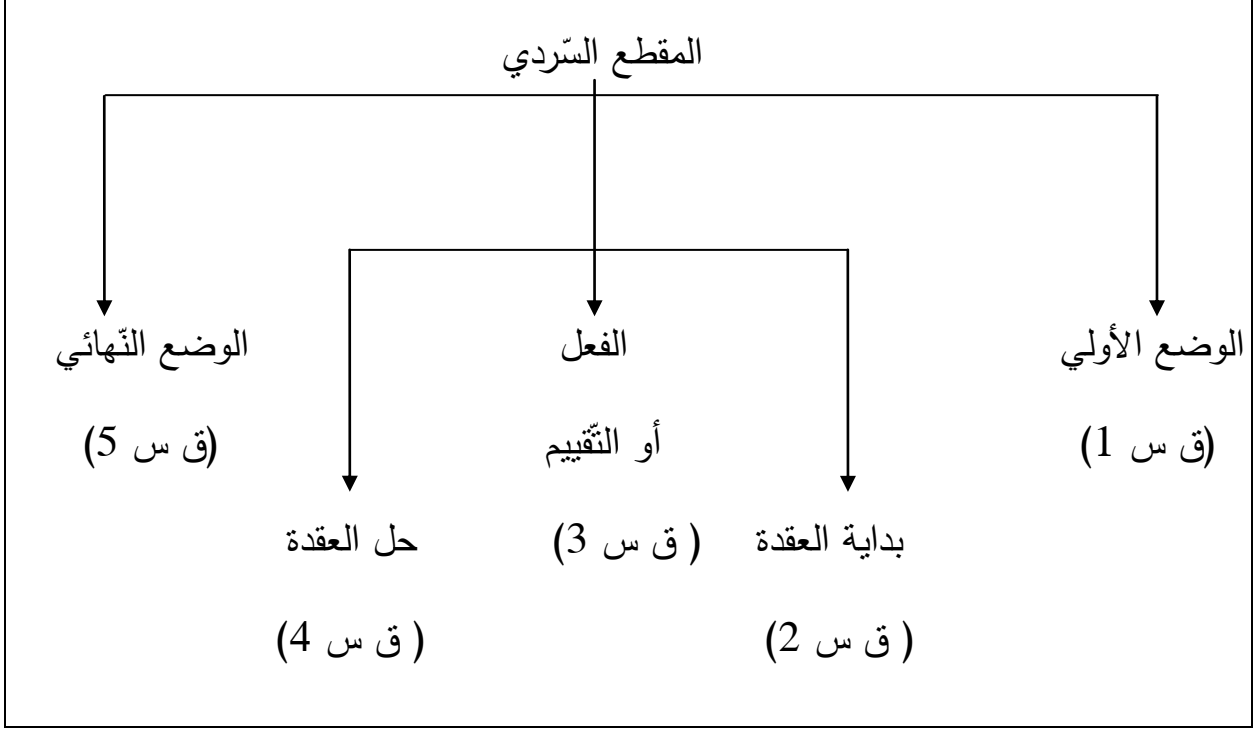 المقطع السّردي
الوضع الأولي
(ق س 1)
بداية العقدة
( ق س 2)
الفعل
أو التّقييم
( ق س 3)
حل العقدة
( ق س 4)
الوضع النّهائي
(ق س 5)